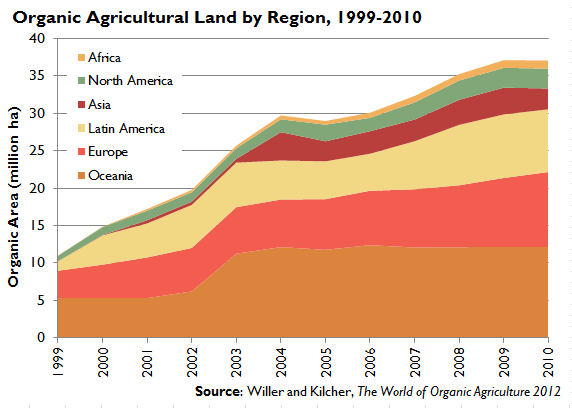 Organic Agricultural Land by Region, 1999-2010
40
35
30
25
20
15
10
5
0
Organic Area (million ha)
Africa
North America
Asia
Latin America
Europe
Oceania
1999
2000
2001
2002
2003
2004
2005
2006
2007
2008
2009
2010
Source: Willer and Kilcher, The World of Organic Agriculture 2012